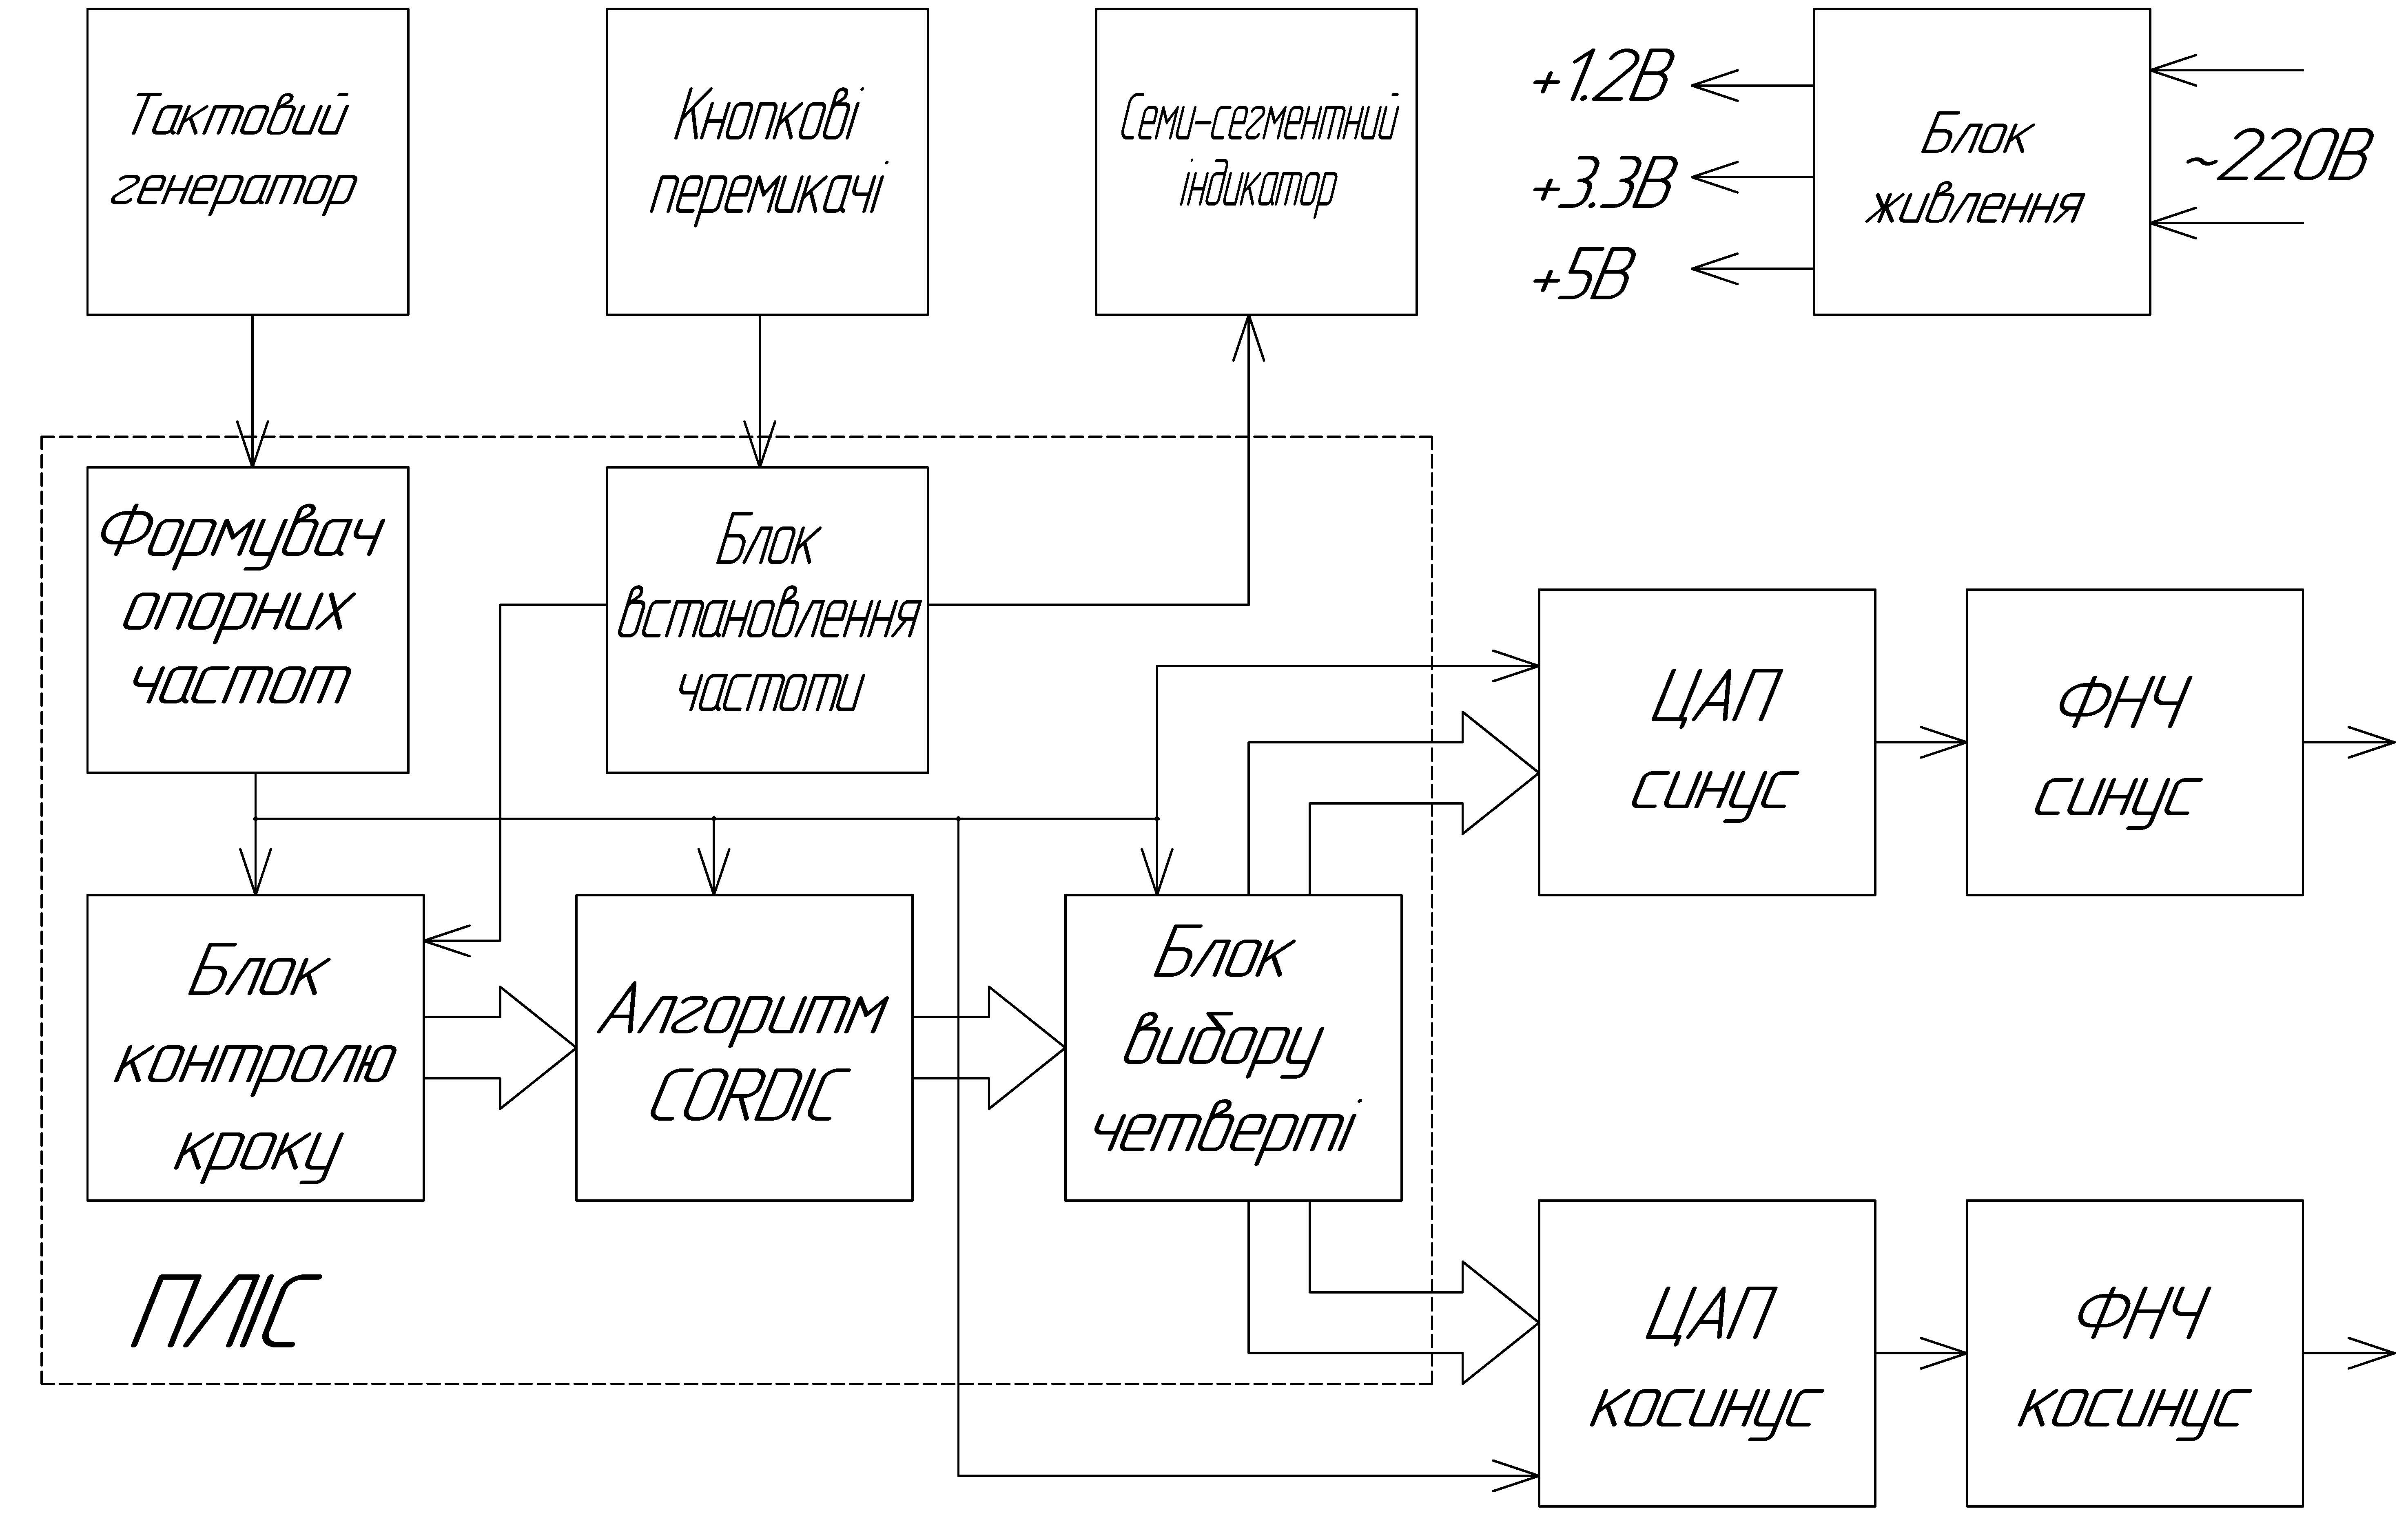 Тактовий
генератор
Кнопкові
перемикачі
Семи-сегментний
індикатор
+1.2В
+3.3В
+5В
Блок
живлення
~220В
Формувач
опорних
частот
Блок
встановлення
частоти
ЦАП
синус
ФНЧ
синус
Блок
контролю
кроку
Алгоритм
CORDIC
Блок
вибору
четверті
ПЛІС
ЦАП
косинус
ФНЧ
косинус